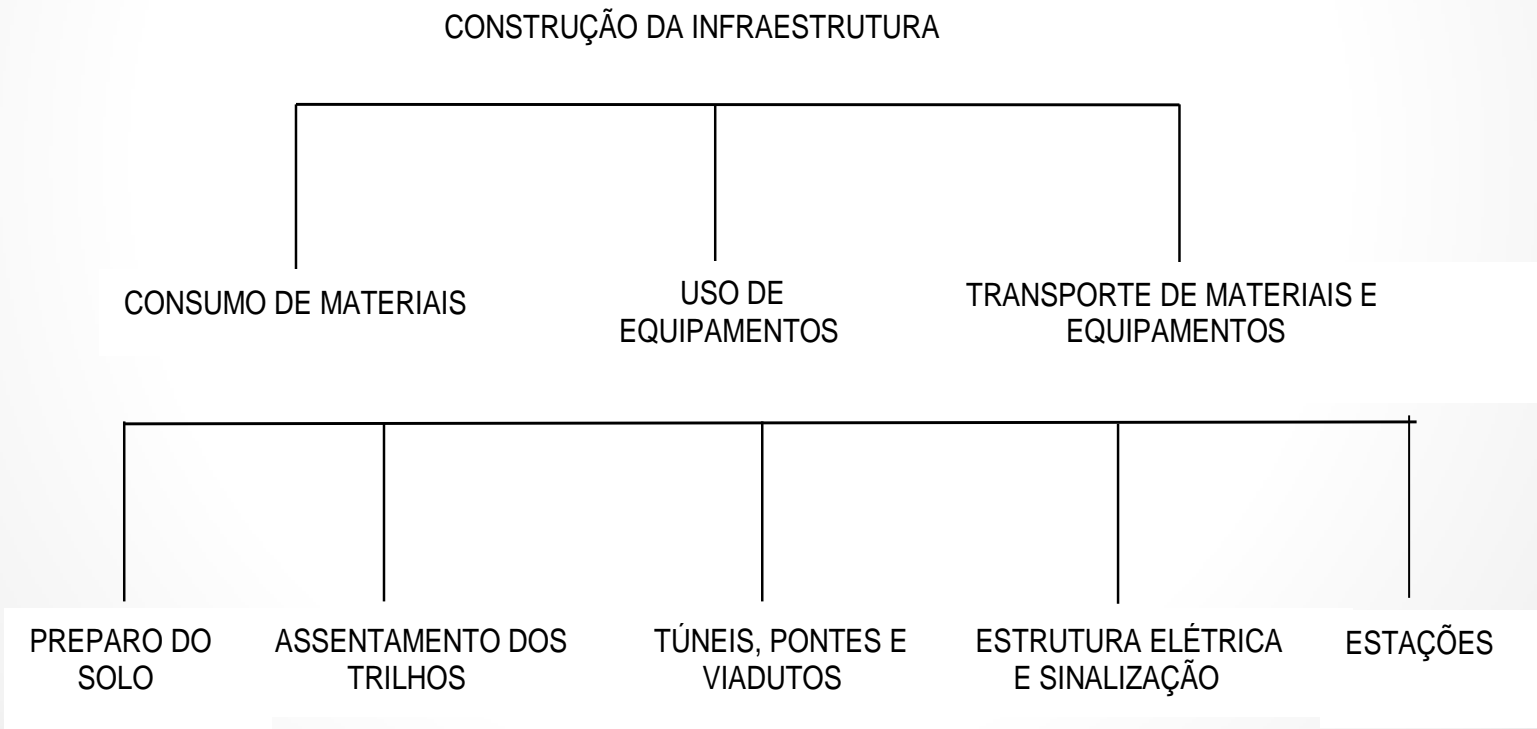 CONSTRUÇÃO DA INFRAESTRUTURA
CONSUMO DE MATERIAIS
USO DE
EQUIPAMENTOS
TRANSPORTE DE MATERIAIS E
EQUIPAMENTOS
PREPARO DO
SOLO
ASSENTAMENTO DOS
TRILHOS
TÚNEIS, PONTES E
VIADUTOS
ESTRUTURA ELÉTRICA
E SINALIZAÇÃO
ESTAÇÕES